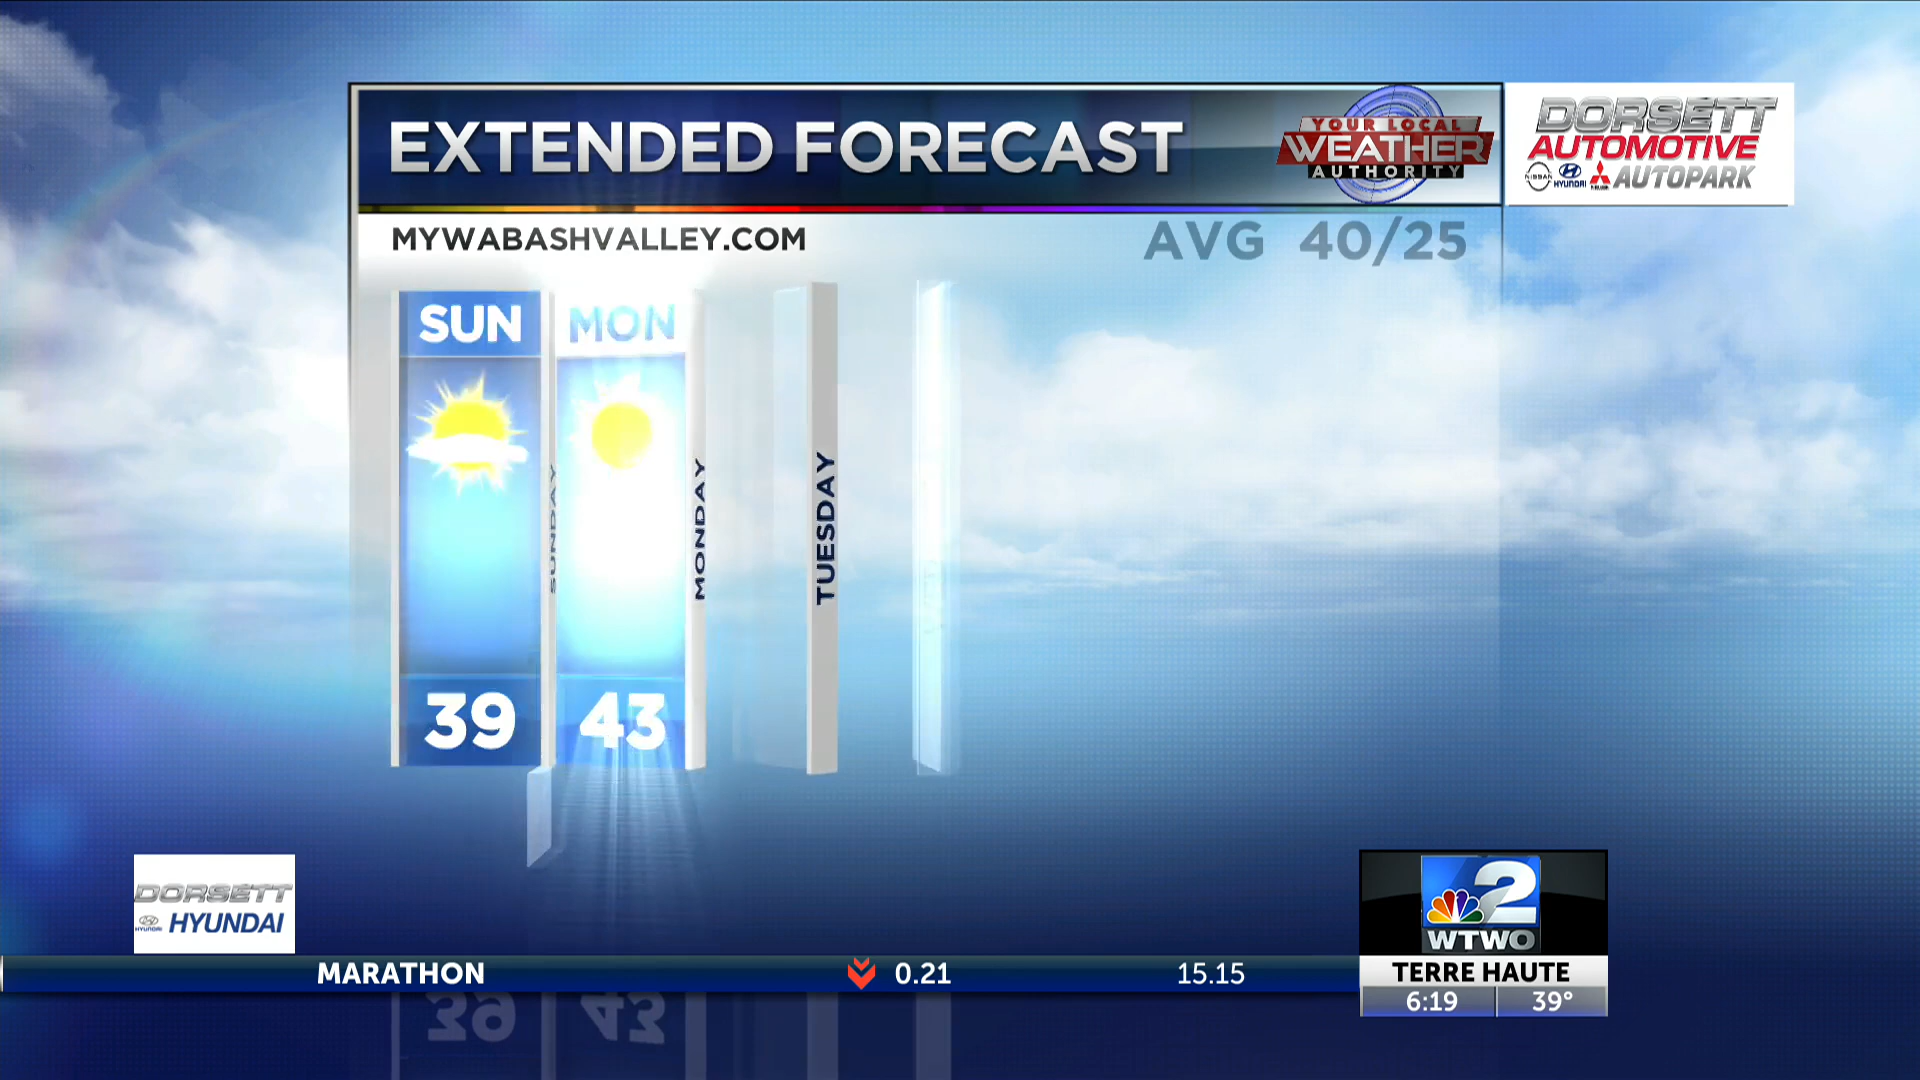 EXTENDED FORECAST
YOUR LOCAL
WEATHER
AUTHORITY
DORSETT
AUTOMOTIVE
NISSAN HYUNDAI AUTOPARK
MYWABASHVALLEY.COM
AVG 40/25
SUN
MON
SUNDAY
MONDAY
TUESDAY
39
43
DORSETT
HYUNDAI HYUNDAI
2
WTWO
MARATHON 0.21 15.15
TERRE HAUTE
6:19 39°